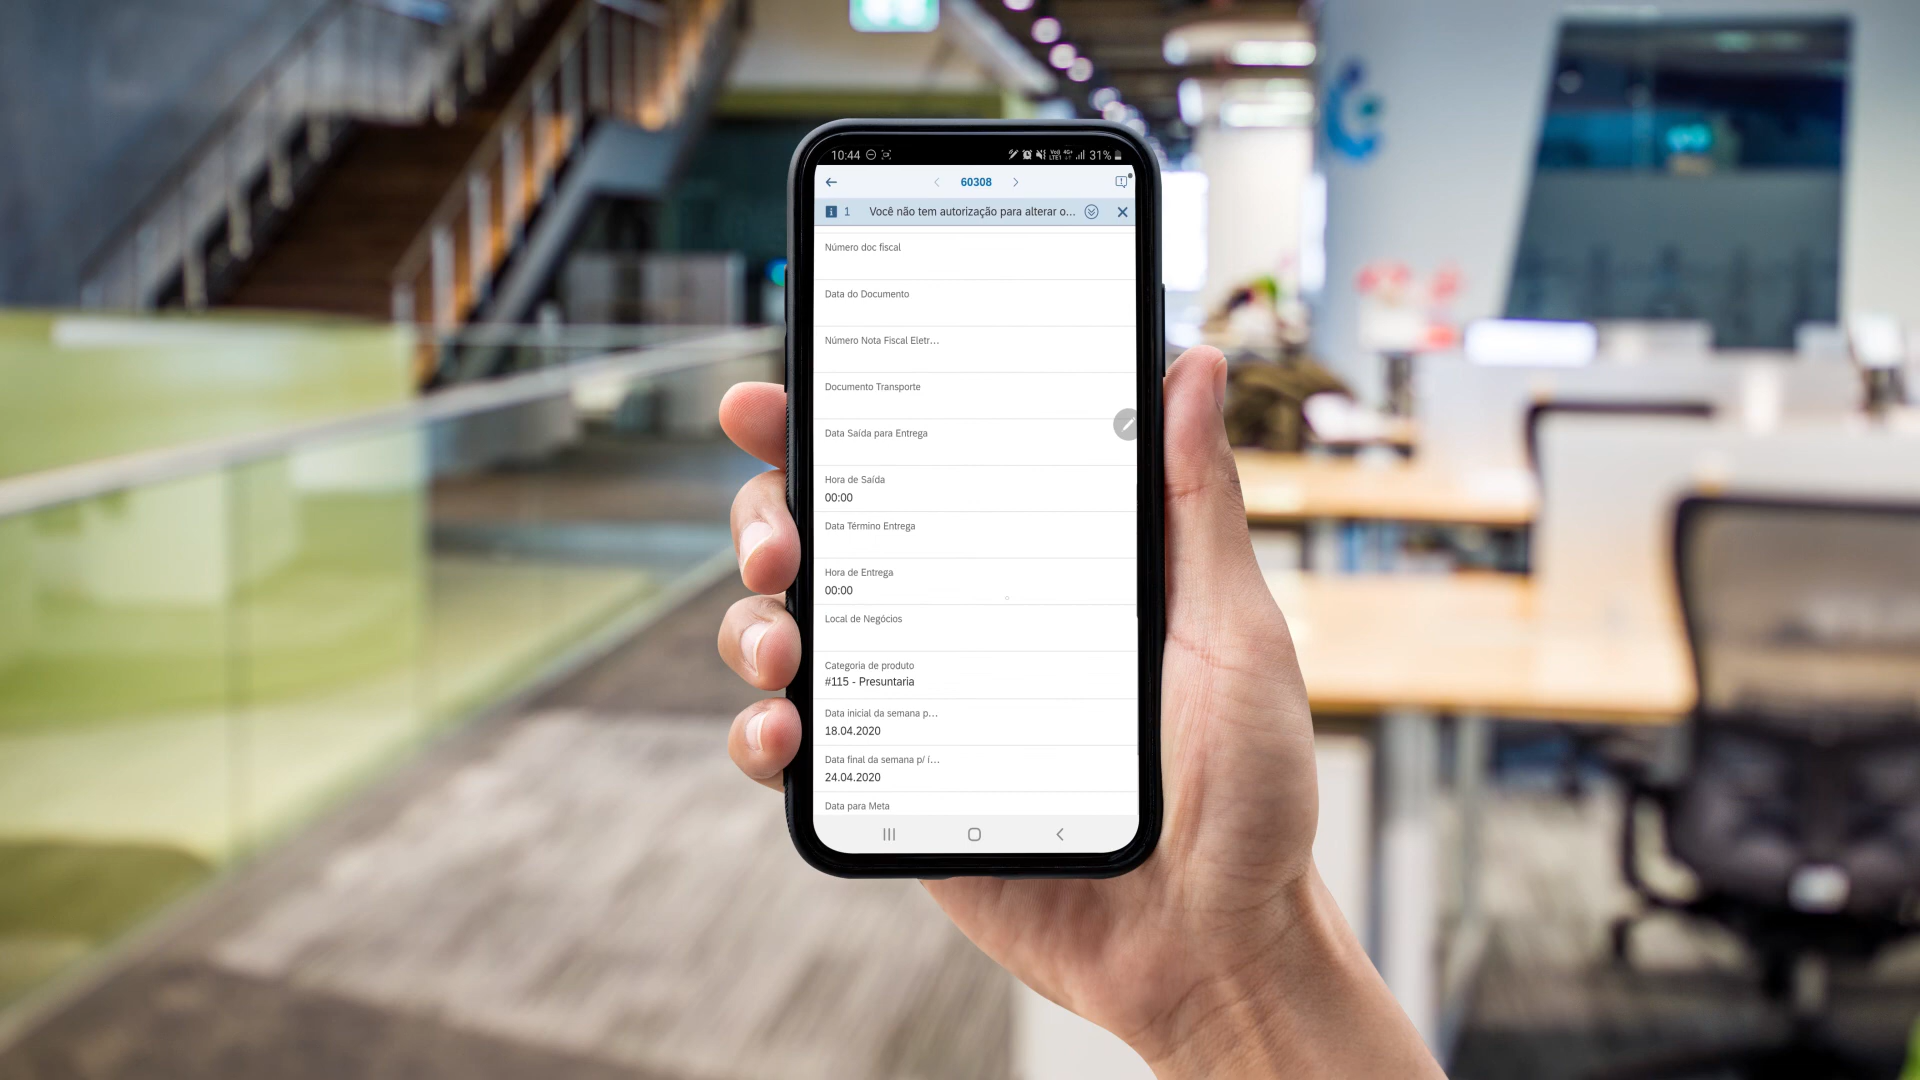 10:44 31%
60308
1 Você não tem autorização para alterar o...
Número doc fiscal
Data do Documento
Número Nota Fiscal Eletr...
Documento Transporte
Data Saída para Entrega
Hora de Saída
00:00
Data Término Entrega
Hora de Entrega
00:00
Local de Negócios
Categoria de produto
#115 - Presuntaria
Data inicial da semana p...
18.04.2020
Data final da semana p/ í...
24.04.2020
Data para Meta